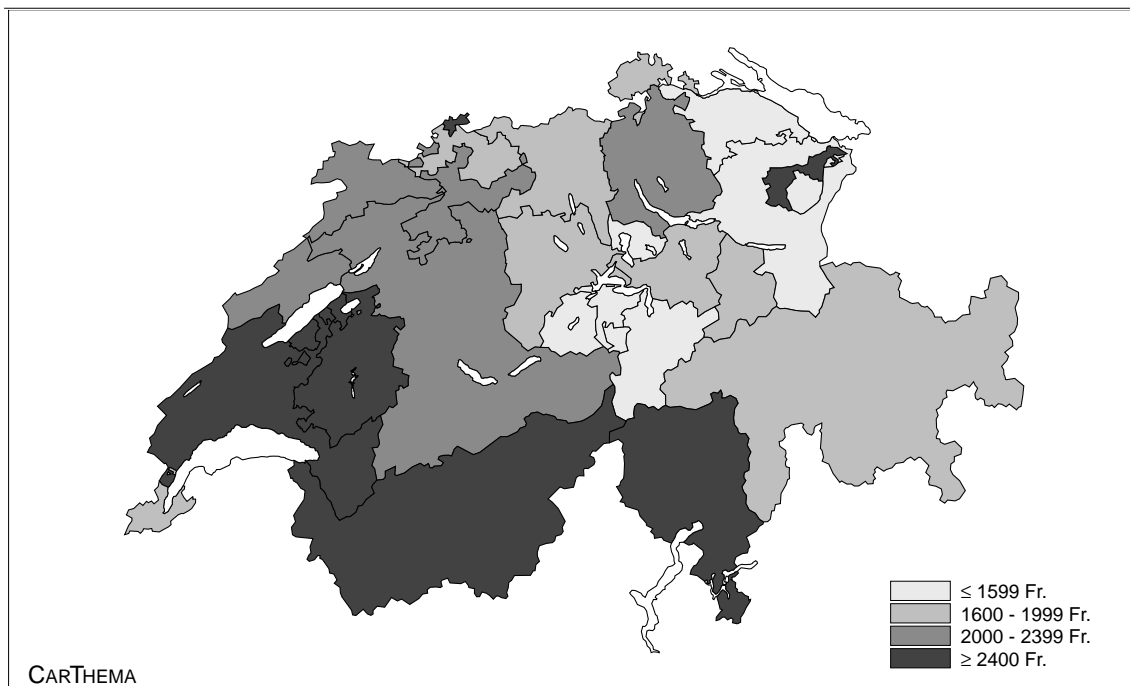 ≤ 1599 Fr.
1600 - 1999 Fr.
2000 - 2399 Fr.
≥ 2400 Fr.
CARTHEMA